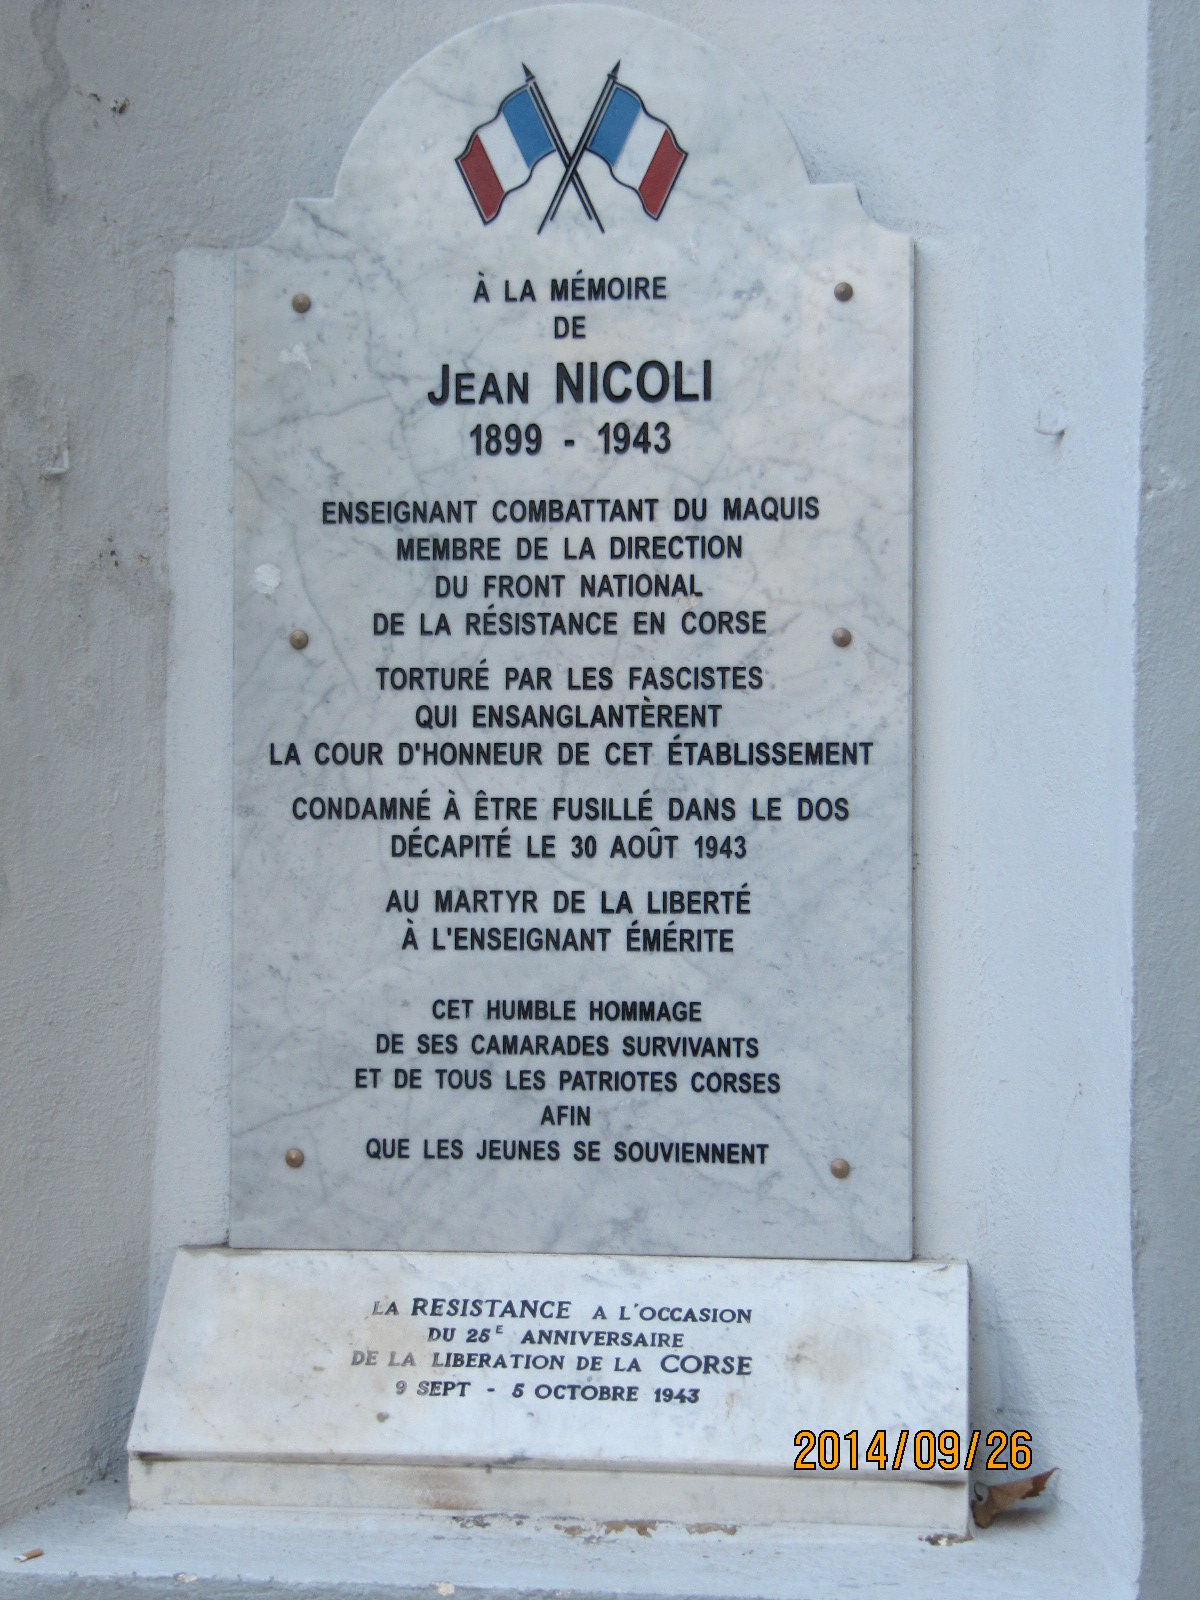 À LA MÉMOIRE
DE
JEAN NICOLI
1899 - 1943
ENSEIGNANT COMBATTANT DU MAQUIS
MEMBRE DE LA DIRECTION
DU FRONT NATIONAL
DE LA RÉSISTANCE EN CORSE
TORTURÉ PAR LES FASCISTES
QUI ENSANGLANTÈRENT
LA COUR D'HONNEUR DE CET ÉTABLISSEMENT
CONDAMNÉ À ÊTRE FUSILLÉ DANS LE DOS
DÉCAPITÉ LE 30 AOÛT 1943
AU MARTYR DE LA LIBERTÉ
À L'ENSEIGNANT ÉMÉRITE
CET HUMBLE HOMMAGE
DE SES CAMARADES SURVIVANTS
ET DE TOUS LES PATRIOTES CORSES
AFIN
QUE LES JEUNES SE SOUVIENNENT
LA RESISTANCE A L'OCCASION
DU 25E ANNIVERSAIRE
DE LA LIBERATION DE LA CORSE
9 SEPT - 5 OCTOBRE 1943
2014/09/26